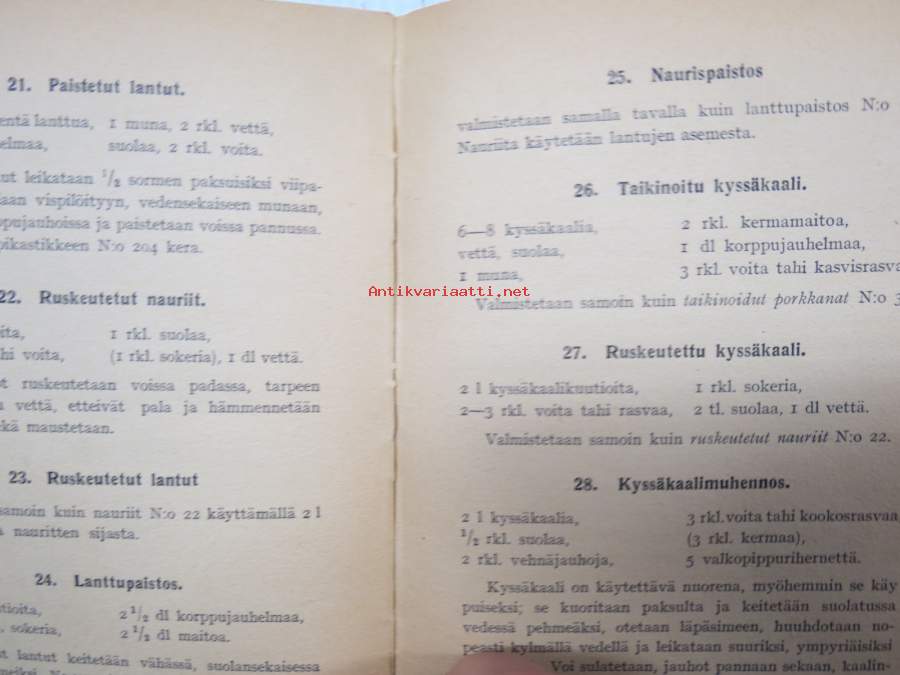 21. Paistetut lantut.
lanttua, 1 muna, 2 rkl. vettä,
suolaa, 2 rkl. voita.
leikataan 1/2 sormen paksuisiksi viipa-
vispilöityyn, vedensekaiseen munaan,
ja paistetaan voissa pannussa.
N:o 204 kera.
22. Ruskeutetut nauriit.
1 rkl. suolaa,
voita, (1 rkl. sokeria), 1 dl vettä.
ruskeutetaan voissa padassa, tarpeen
vettä, etteivät pala ja hämmennetään
maustetaan.
23. Ruskeutetut lantut
samoin kuin nauriit N:o 22 käyttämällä 2 l
nauritten sijasta.
24. Lanttupaistos.
2 1/2 dl korppujauhelmaa,
sokeria, 2 1/2 dl maitoa.
lantut keitetään vähässä, suolansekaisessa
25. Naurispaistos
valmistetaan samalla tavalla kuin lanttupaistos N:o
Nauriita käytetään lantujen asemesta.
26. Taikinoitu kyssäkaali.
6—8 kyssäkaalia, 2 rkl. kermamaitoa,
vettä, suolaa, 1 dl korppujauhelmaa,
1 muna, 3 rkl. voita tahi kasvisrasva
Antikvariaatti.net
Valmistetaan samoin kuin taikinoidut porkkanat N:o 3
27. Ruskeutettu kyssäkaali.
2 l kyssäkaalikuutioita, 1 rkl. sokeria,
2—3 rkl. voita tahi rasvaa, 2 tl. suolaa, 1 dl vettä.
Valmistetaan samoin kuin ruskeutetut nauriit N:o 22.
28. Kyssäkaalimuhennos.
2 l kyssäkaalia, 3 rkl. voita tahi kookosrasvaa
1/2 rkl. suolaa, (3 rkl. kermaa),
2 rkl. vehnäjauhoja, 5 valkopippurihernettä.
Kyssäkaali on käytettävä nuorena, myöhemmin se käy
puiseksi; se kuoritaan paksulta ja keitetään suolatussa
vedessä pehmeäksi, otetaan läpäsimeen, huuhdotaan no-
peasti kylmällä vedellä ja leikataan suuriksi, ympyriäisiksi
Voi sulatetaan, jauhot pannaan sekaan, kaalin-